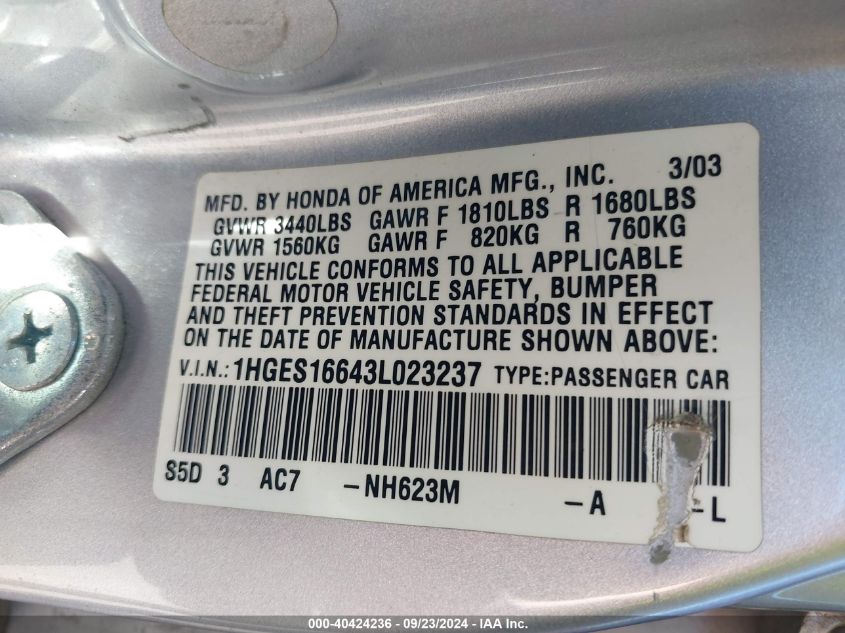 MFD. BY HONDA OF AMERICA MFG., INC. 3/03
GVWR 3440LBS GAWR F 1810LBS R 1680LBS
GVWR 1560KG GAWR F 820KG R 760KG
THIS VEHICLE CONFORMS TO ALL APPLICABLE
FEDERAL MOTOR VEHICLE SAFETY, BUMPER
AND THEFT PREVENTION STANDARDS IN EFFECT
ON THE DATE OF MANUFACTURE SHOWN ABOVE:
V.I.N.: 1HGES16643L023237 TYPE:PASSENGER CAR
S5D 3 AC7 -NH623M -A -L
000-40424236 - 09/23/2024 - IAA Inc.